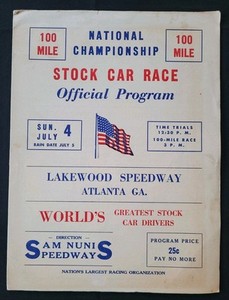 100 MILE
NATIONAL CHAMPIONSHIP
100 MILE
STOCK CAR RACE
Official Program
SUN. JULY 4
RAIN DATE JULY 5
TIME TRIALS
12:30 P. M.
100-MILE RACE
2 P. M.
LAKEWOOD SPEEDWAY
ATLANTA GA.
WORLD'S GREATEST STOCK CAR DRIVERS
DIRECTION
SAM NUNIS
SPEEDWAYS
PROGRAM PRICE
25c
PAY NO MORE
NATION'S LARGEST RACING ORGANIZATION